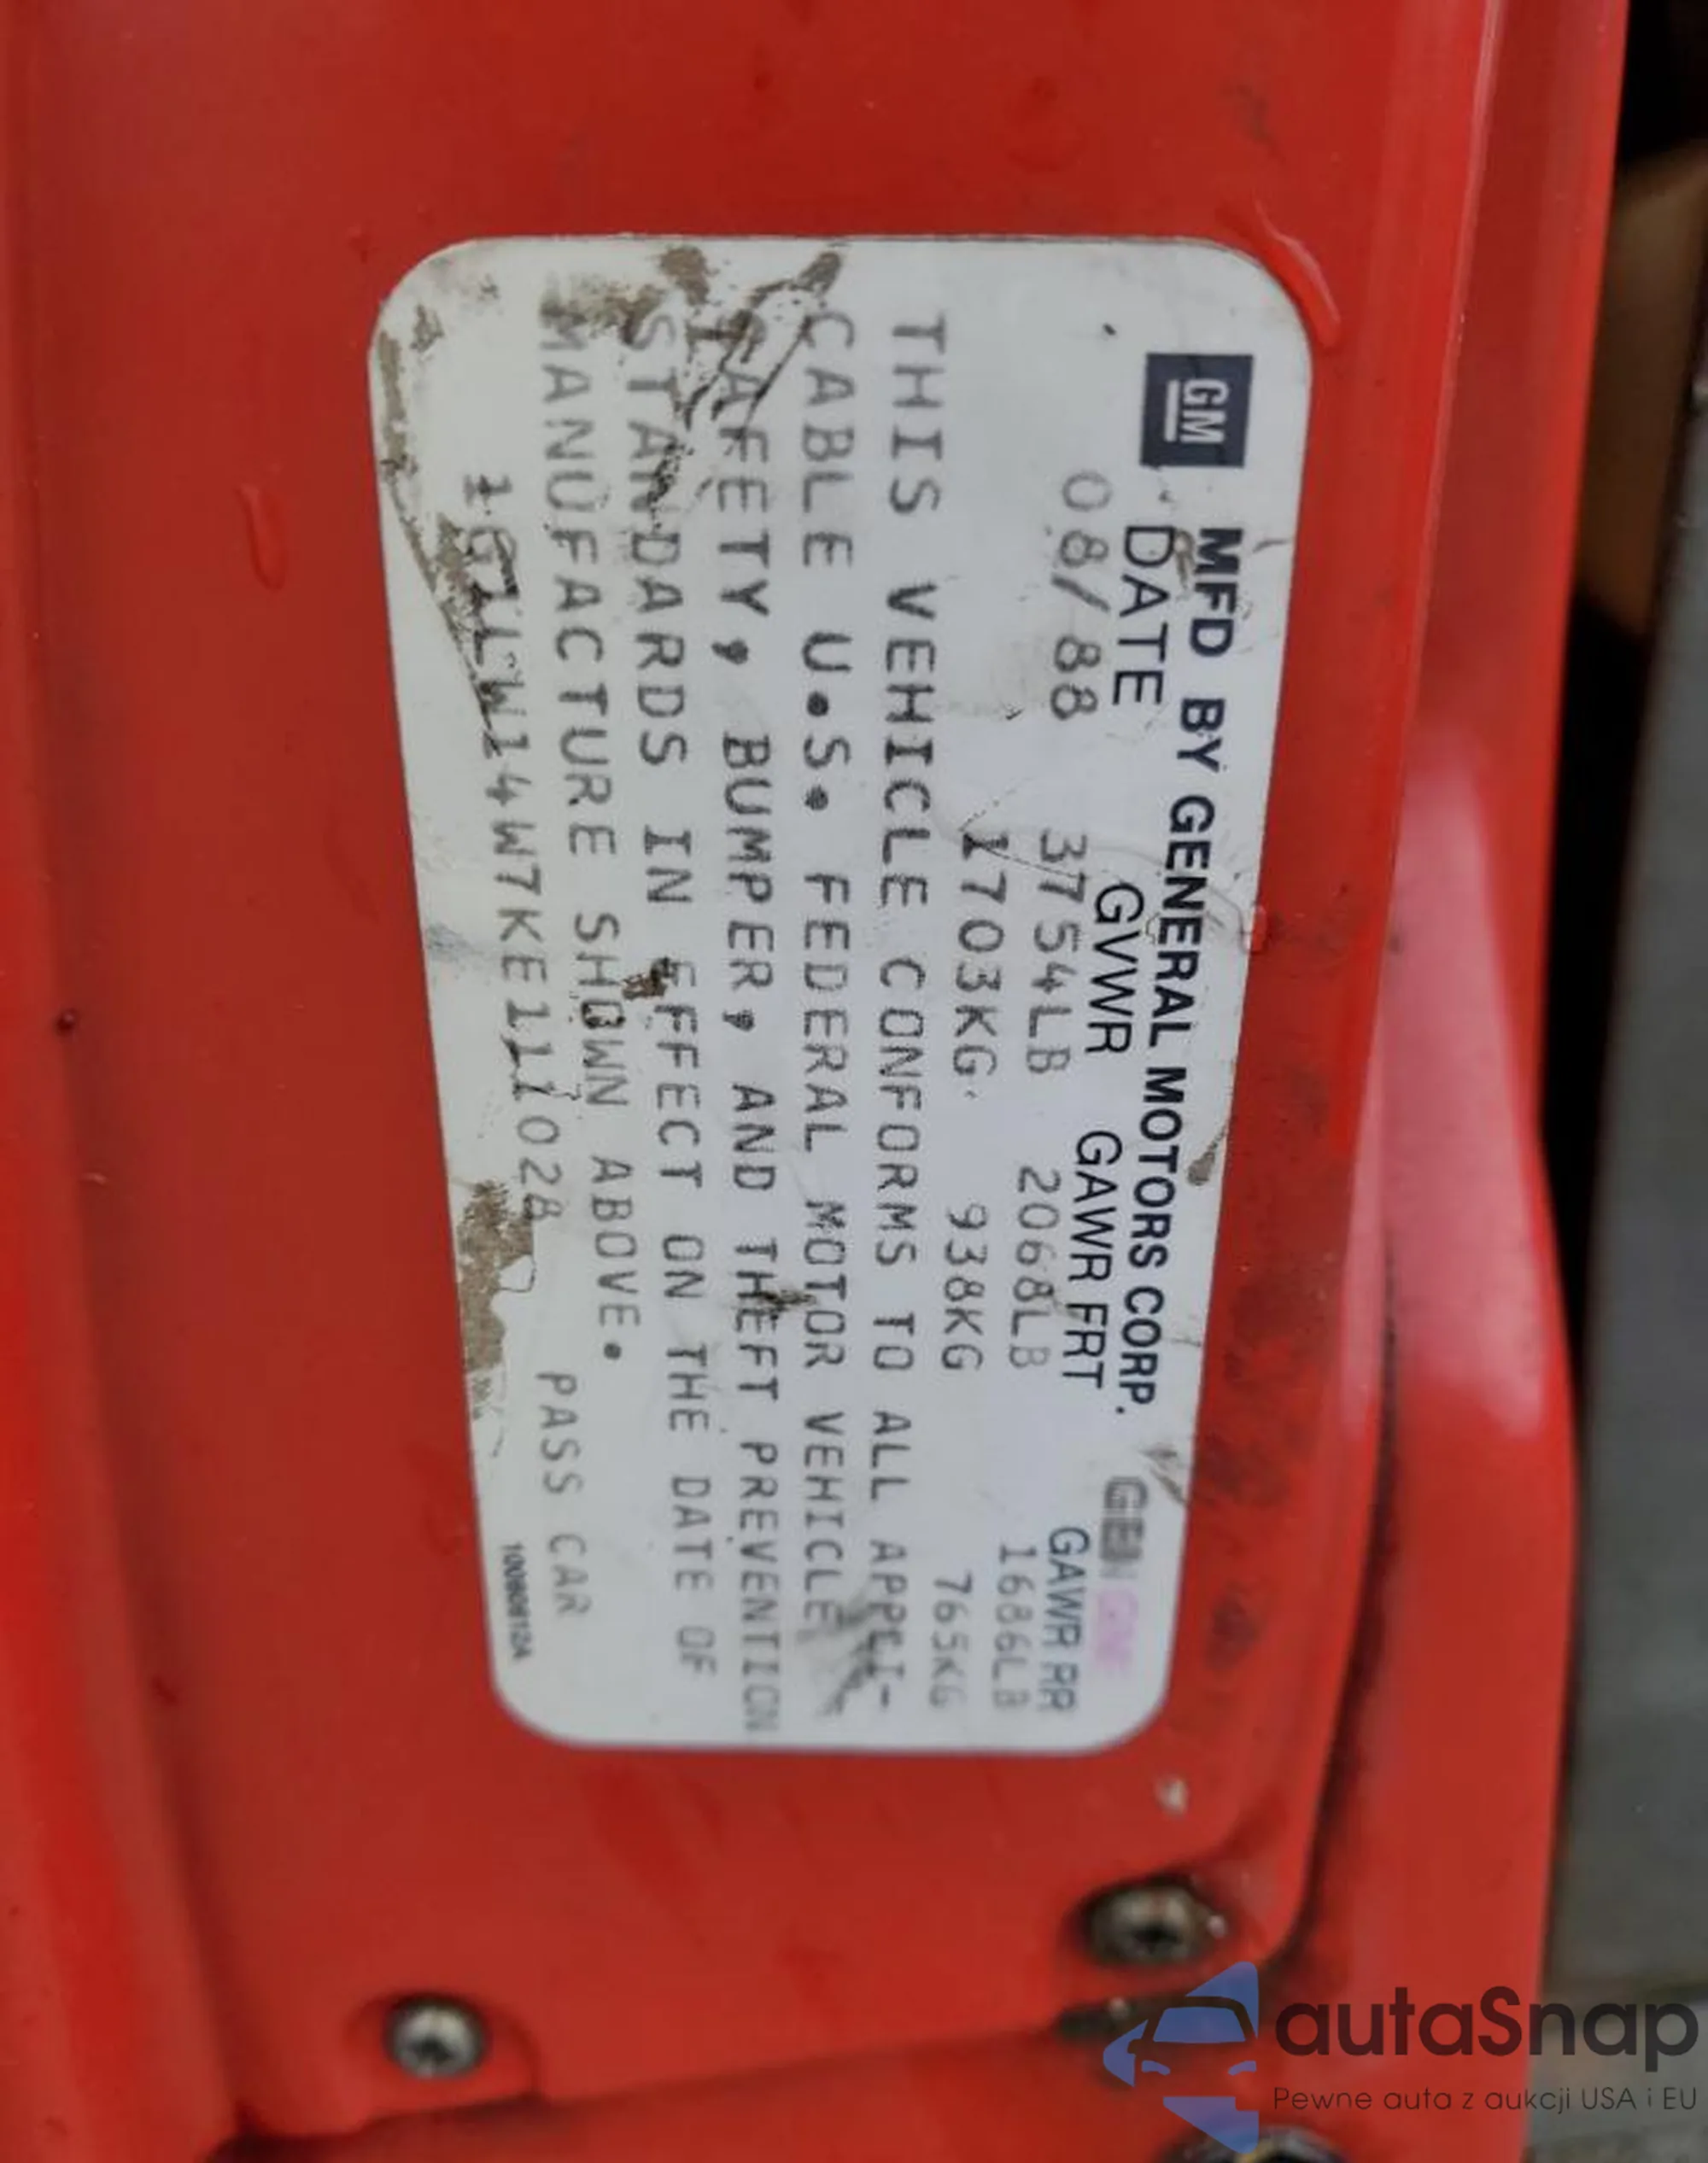 GM MFD BY GENERAL MOTORS CORP.
DATE GVWR GAWR FRT GAWR RR
08/88 3754LB 2068LB 1686LB
1703KG 938KG 765KG
THIS VEHICLE CONFORMS TO ALL APPLI-
CABLE U.S. FEDERAL MOTOR VEHICLE
SAFETY, BUMPER, AND THEFT PREVENTION
STANDARDS IN EFFECT ON THE DATE OF
MANUFACTURE SHOWN ABOVE.
1G1LW14W7KE111028 PASS CAR
autaSnap
Pewne auta z aukcji USA i EU